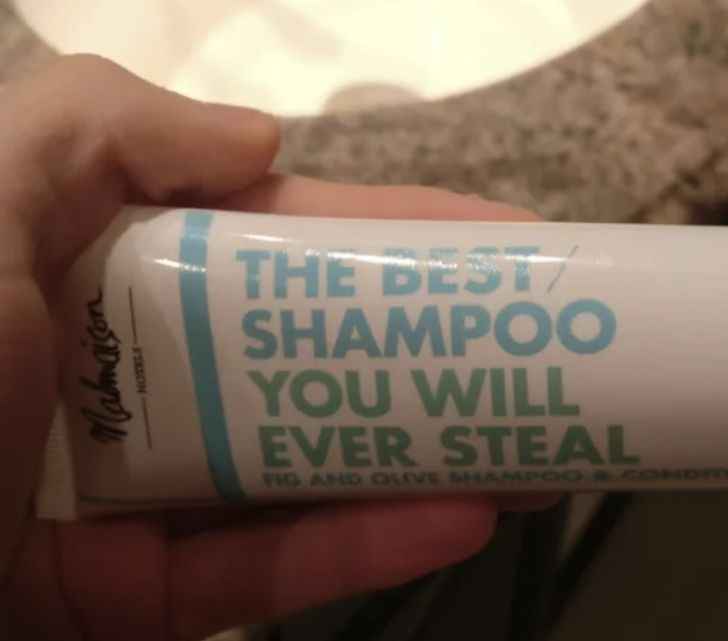 THE BEST/
SHAMPOO
YOU WILL
EVER STEAL
FIG AND OLIVE SHAMPOO &
Malmaison
HOTELS